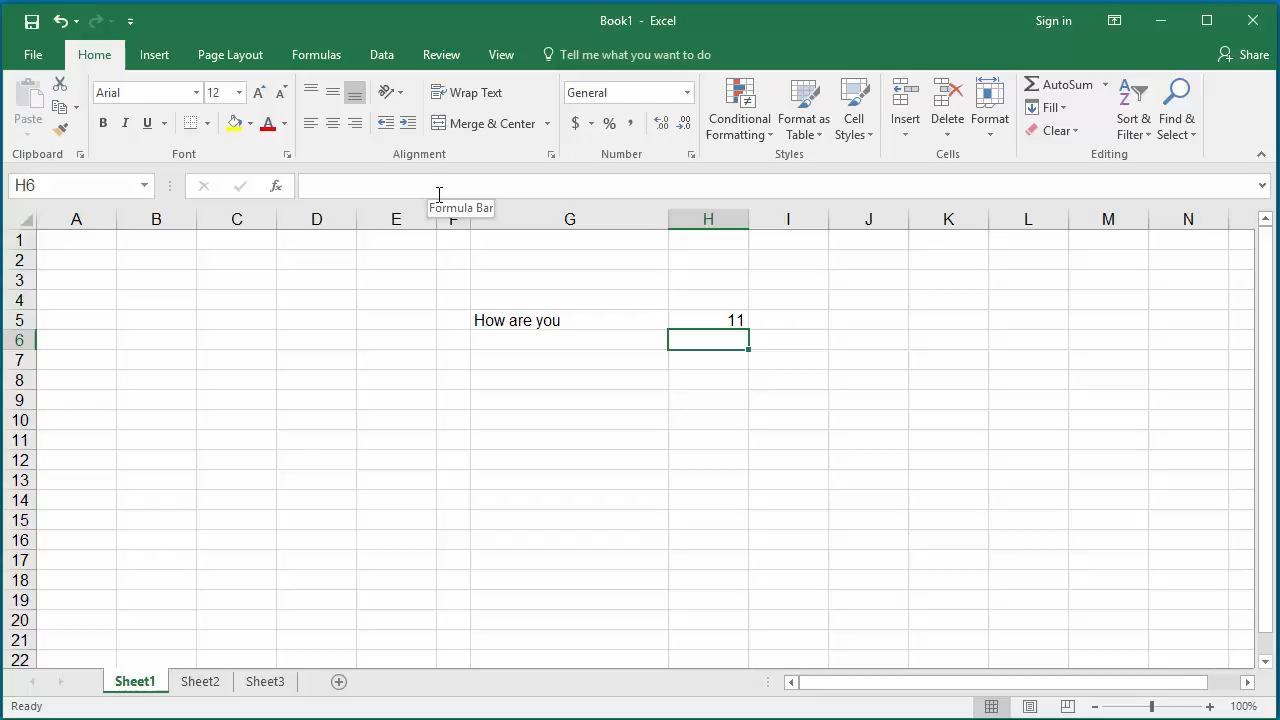 Book1 - Excel
Sign in
File Home Insert Page Layout Formulas Data Review View Tell me what you want to do Share
Paste
Clipboard
Arial 12
B I U
Font
Wrap Text
Merge & Center
Alignment
General
$ % ,
Number
Conditional Formatting
Format as Table
Cell Styles
Styles
Insert
Delete
Format
Cells
AutoSum
Fill
Clear
Sort & Filter
Find & Select
Editing
H6
fx
Formula Bar
A B C D E F G H I J K L M N
1
2
3
4
5 How are you 11
6
7
8
9
10
11
12
13
14
15
16
17
18
19
20
21
22
Sheet1 Sheet2 Sheet3
Ready 100%